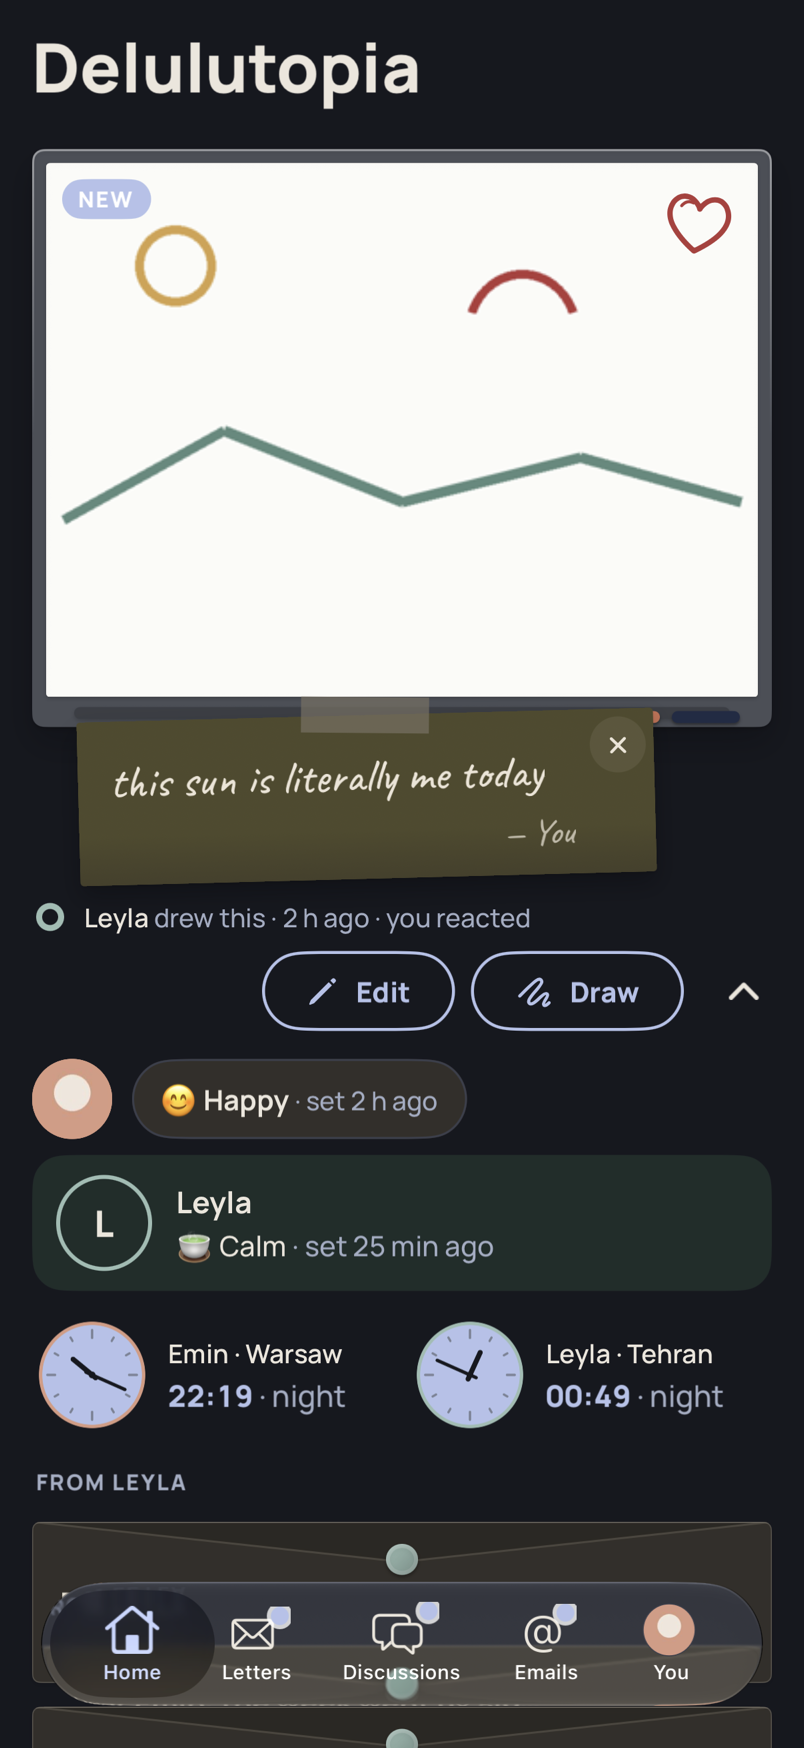 Delulutopia
NEW
this sun is literally me today
– You
Leyla drew this · 2 h ago · you reacted
Edit
Draw
😊 Happy · set 2 h ago
L
Leyla
🍵 Calm · set 25 min ago
Emin · Warsaw
22:19 · night
Leyla · Tehran
00:49 · night
FROM LEYLA
Home
Letters
Discussions
Emails
You